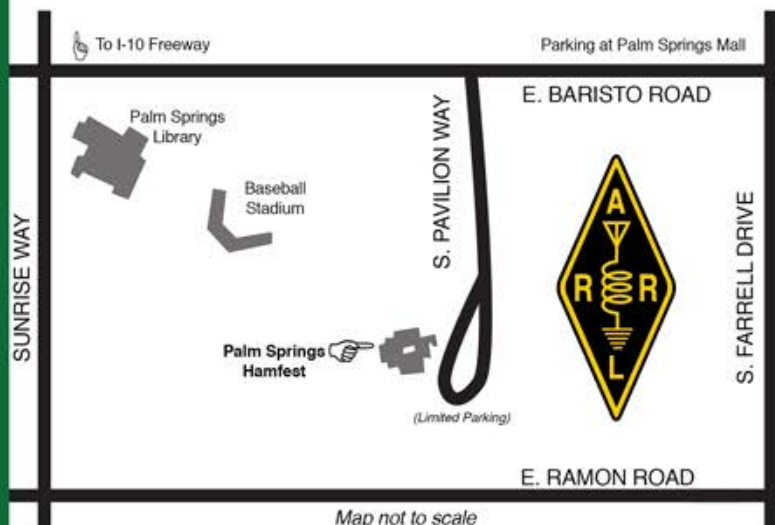 To I-10 Freeway
Parking at Palm Springs Mall
E. BARISTO ROAD
Palm Springs
Library
Baseball
Stadium
S. PAVILION WAY
SUNRISE WAY
S. FARRELL DRIVE
A
R R
L
Palm Springs
Hamfest
(Limited Parking)
E. RAMON ROAD
Map not to scale